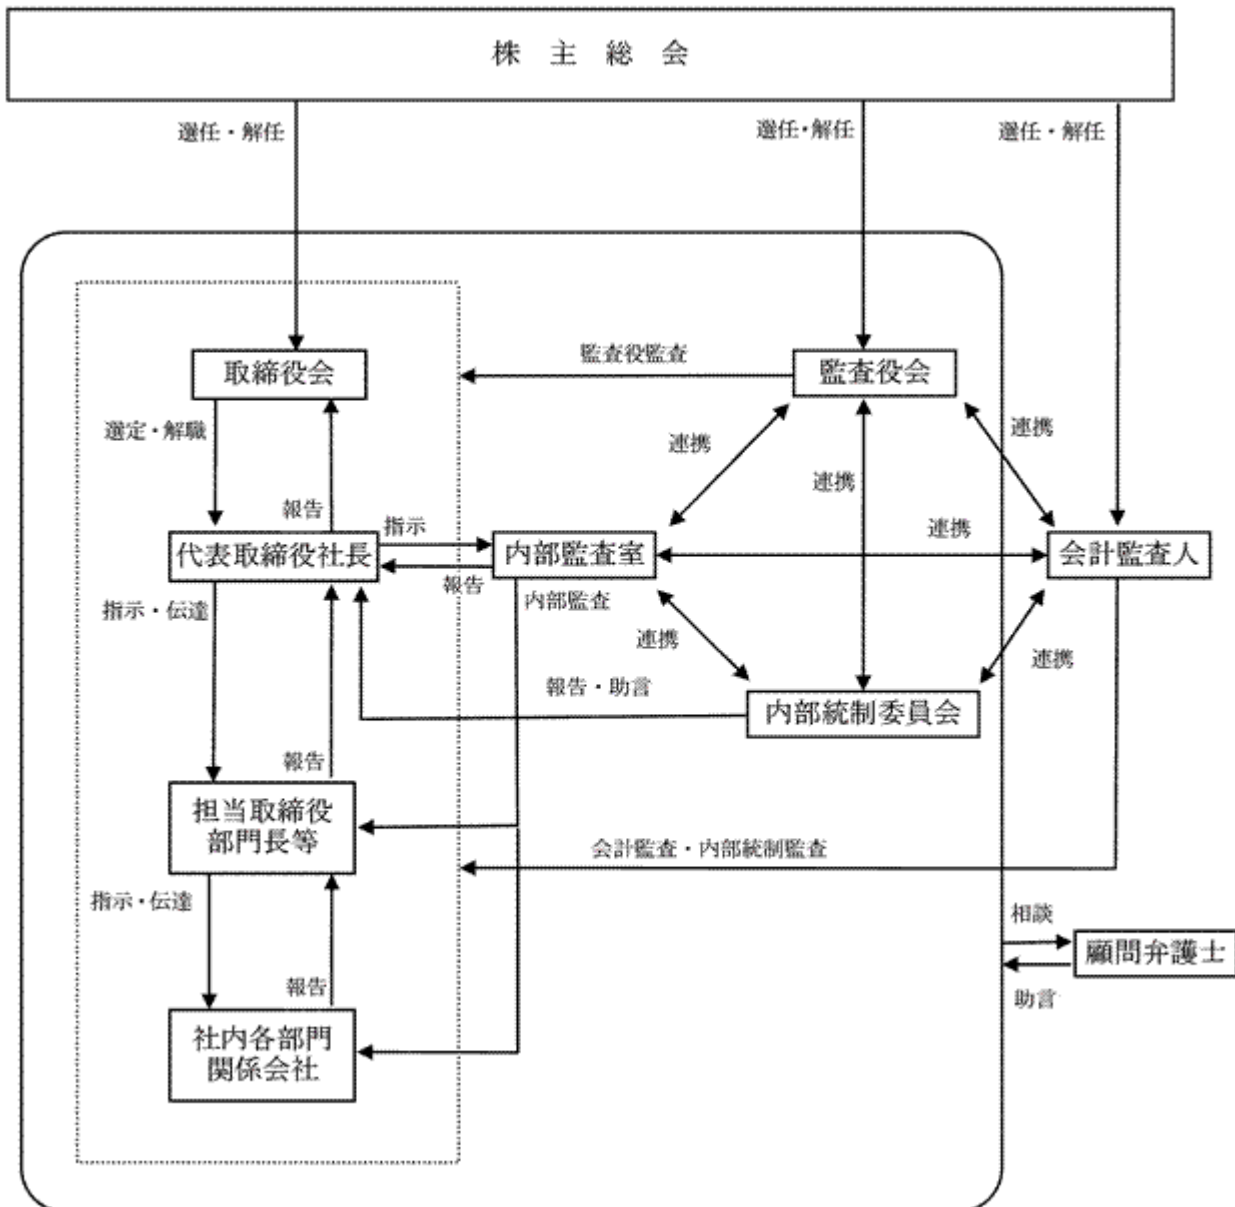 株主総会
選任・解任
選任・解任
選任・解任
取締役会
監査役監査
監査役会
選定・解職
連携
連携
連携
報告
指示
代表取締役社長
内部監査室
連携
会計監査人
報告
内部監査
指示・伝達
連携
連携
報告・助言
内部統制委員会
報告
担当取締役
部門長等
会計監査・内部統制監査
指示・伝達
相談
顧問弁護士
助言
報告
社内各部門
関係会社